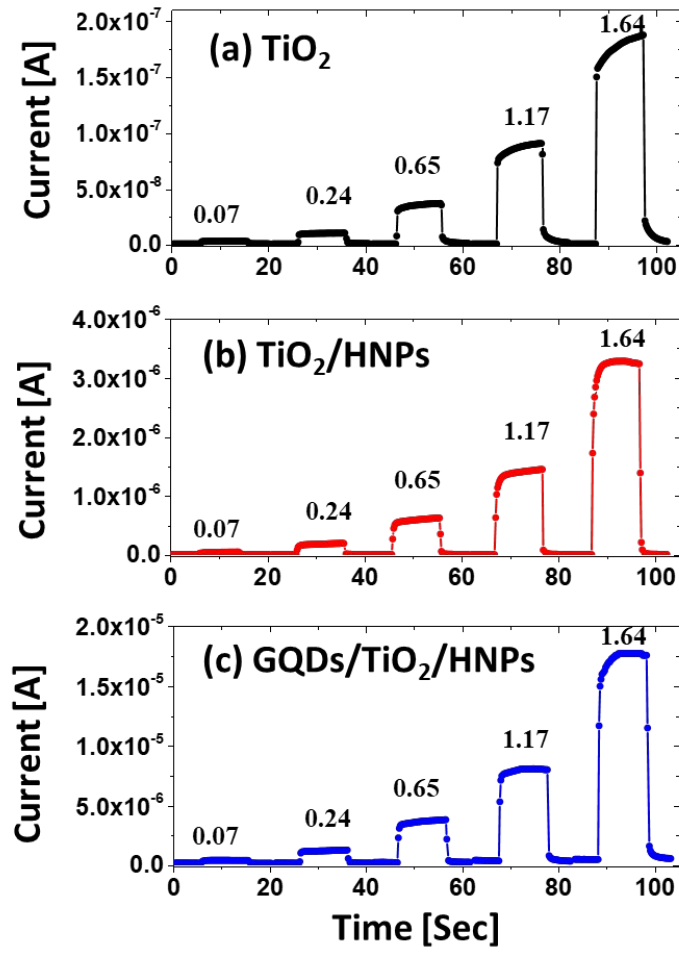 (a) TiO₂
Current [A]
2.0x10⁻⁷
1.5x10⁻⁷
1.0x10⁻⁷
5.0x10⁻⁸
0.0
0.07
0.24
0.65
1.17
1.64
0 20 40 60 80 100
(b) TiO₂/HNPs
Current [A]
4.0x10⁻⁶
3.0x10⁻⁶
2.0x10⁻⁶
1.0x10⁻⁶
0.0
0.07
0.24
0.65
1.17
1.64
0 20 40 60 80 100
(c) GQDs/TiO₂/HNPs
Current [A]
2.0x10⁻⁵
1.5x10⁻⁵
1.0x10⁻⁵
5.0x10⁻⁶
0.0
0.07
0.24
0.65
1.17
1.64
0 20 40 60 80 100
Time [Sec]